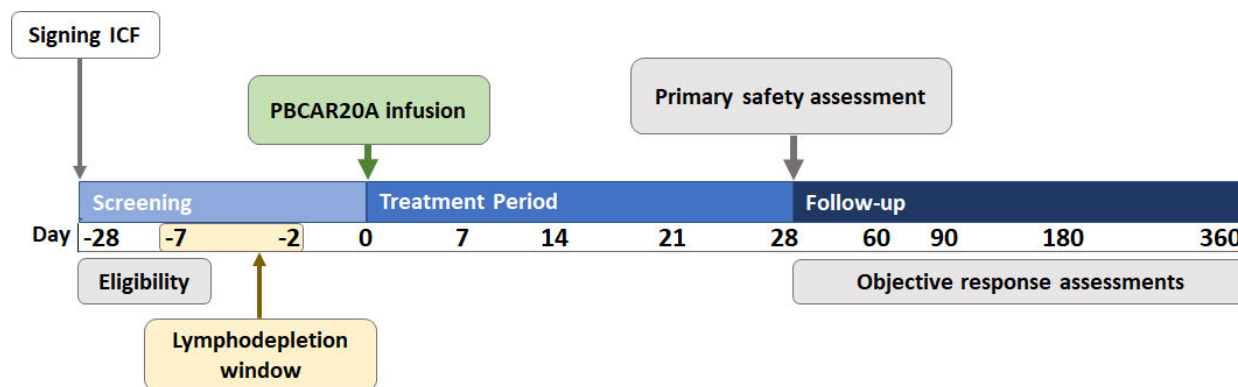 Signing ICF
PBCAR20A infusion
Primary safety assessment
Screening
Treatment Period
Follow-up
Day -28 -7 -2 0 7 14 21 28 60 90 180 360
Eligibility
Objective response assessments
Lymphodepletion
window